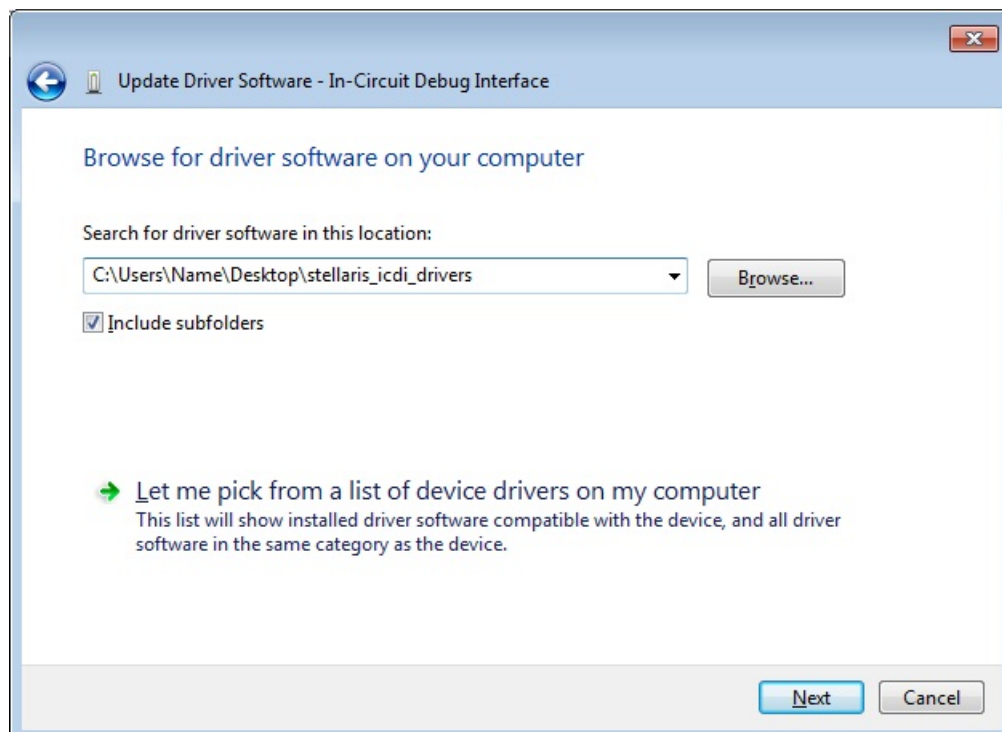 Update Driver Software - In-Circuit Debug Interface
Browse for driver software on your computer
Search for driver software in this location:
C:\Users\Name\Desktop\stellaris_icdi_drivers
Browse...
Include subfolders
Let me pick from a list of device drivers on my computer
This list will show installed driver software compatible with the device, and all driver
software in the same category as the device.
Next
Cancel